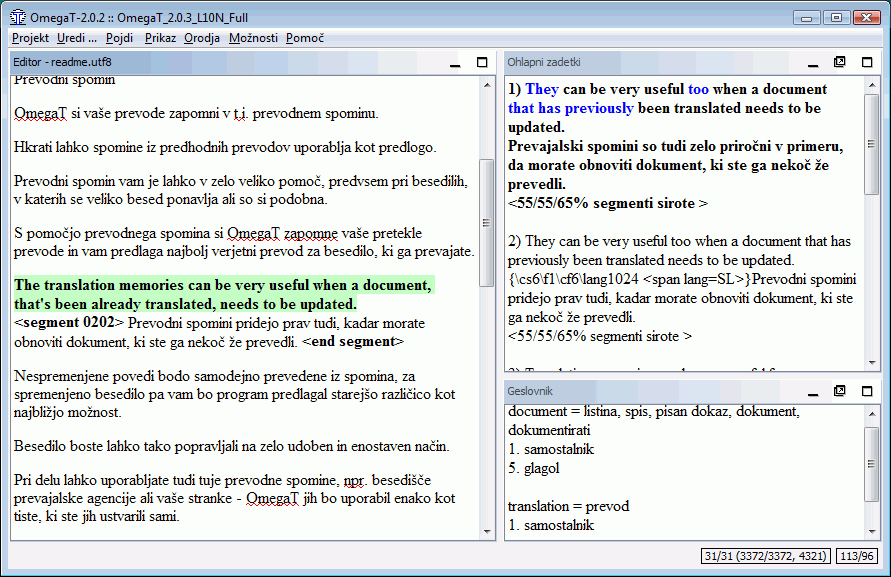 OmegaT-2.0.2 :: OmegaT_2.0.3_L10N_Full
Projekt Uredi ... Pojdi Prikaz Orodja Možnosti Pomoč
Editor - readme.utf8
Prevodni spomin
OmegaT si vaše prevode zapomni v t.i. prevodnem spominu.
Hkrati lahko spomine iz predhodnih prevodov uporablja kot predlogo.
Prevodni spomin vam je lahko v zelo veliko pomoč, predvsem pri besedilih,
v katerih se veliko besed ponavlja ali so si podobna.
S pomočjo prevodnega spomina si OmegaT zapomne vaše pretekle
prevode in vam predlaga najbolj verjetni prevod za besedilo, ki ga prevajate.
The translation memories can be very useful when a document,
that's been already translated, needs to be updated.
<segment 0202> Prevodni spomini pridejo prav tudi, kadar morate
obnoviti dokument, ki ste ga nekoč že prevedli. <end segment>
Nespremenjene povedi bodo samodejno prevedene iz spomina, za
spremenjeno besedilo pa vam bo program predlagal starejšo različico kot
najbližjo možnost.
Besedilo boste lahko tako popravljali na zelo udoben in enostaven način.
Pri delu lahko uporabljate tudi tuje prevodne spomine, npr. besedišče
prevajalske agencije ali vaše stranke - OmegaT jih bo uporabil enako kot
tiste, ki ste jih ustvarili sami.
Ohlapni zadetki
1) They can be very useful too when a document
that has previously been translated needs to be
updated.
Prevajalski spomini so tudi zelo priročni v primeru,
da morate obnoviti dokument, ki ste ga nekoč že
prevedli.
<55/55/65% segmenti sirote >
2) They can be very useful too when a document that has
previously been translated needs to be updated.
{\cs6\f1\cf6\lang1024 <span lang=SL>}Prevodni spomini
pridejo prav tudi, kadar morate obnoviti dokument, ki ste
ga nekoč že prevedli.
<55/55/65% segmenti sirote >
Geslovnik
document = listina, spis, pisan dokaz, dokument,
dokumentirati
1. samostalnik
5. glagol
translation = prevod
1. samostalnik
31/31 (3372/3372, 4321) 113/96